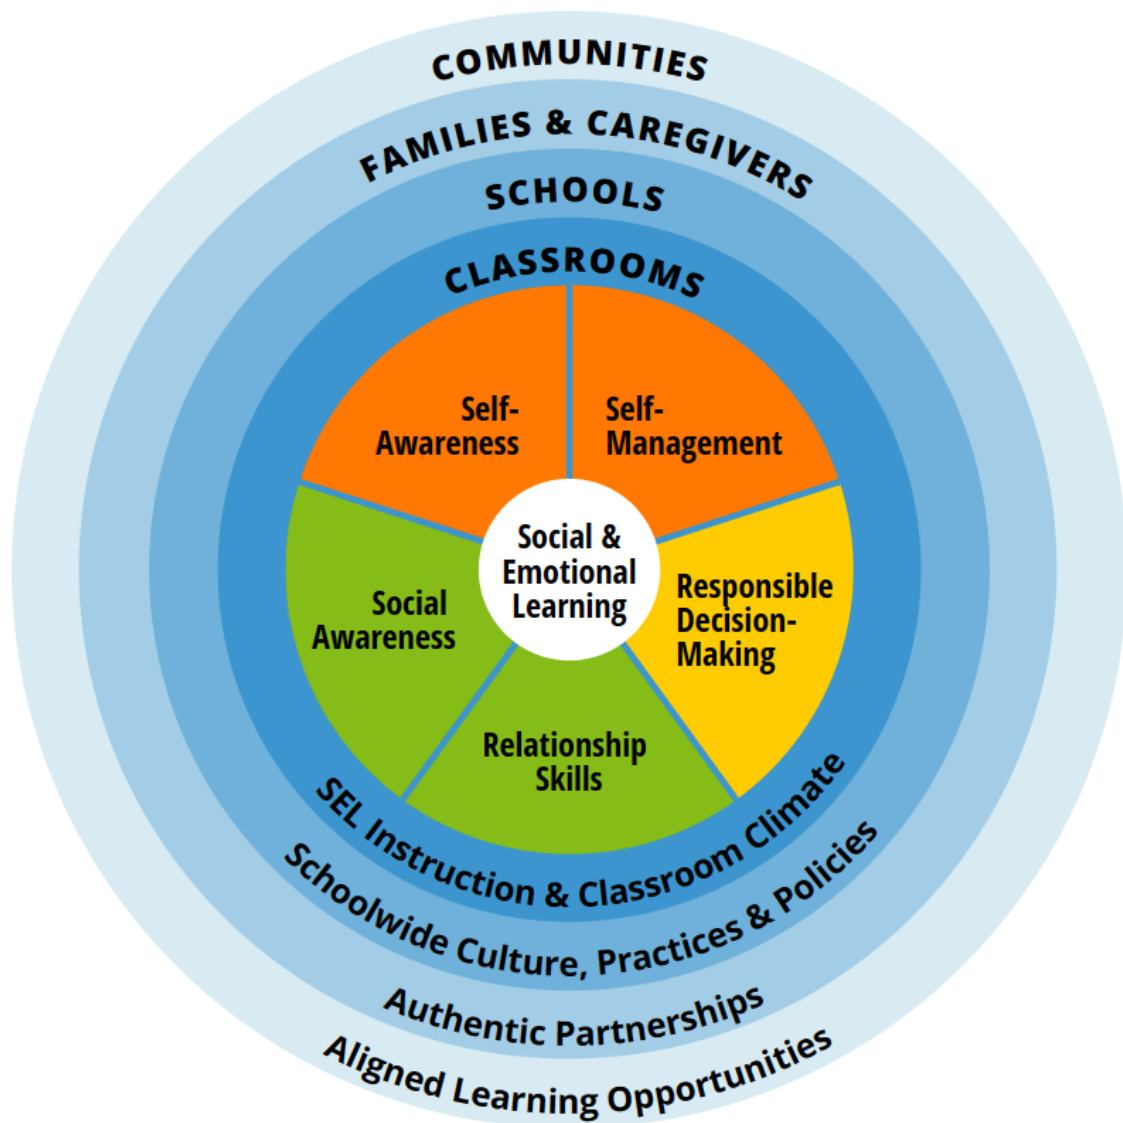 COMMUNITIES
FAMILIES & CAREGIVERS
SCHOOLS
CLASSROOMS
Self-
Awareness
Self-
Management
Social &
Emotional
Learning
Social
Awareness
Responsible
Decision-
Making
Relationship
Skills
SEL Instruction & Classroom Climate
Schoolwide Culture, Practices & Policies
Authentic Partnerships
Aligned Learning Opportunities